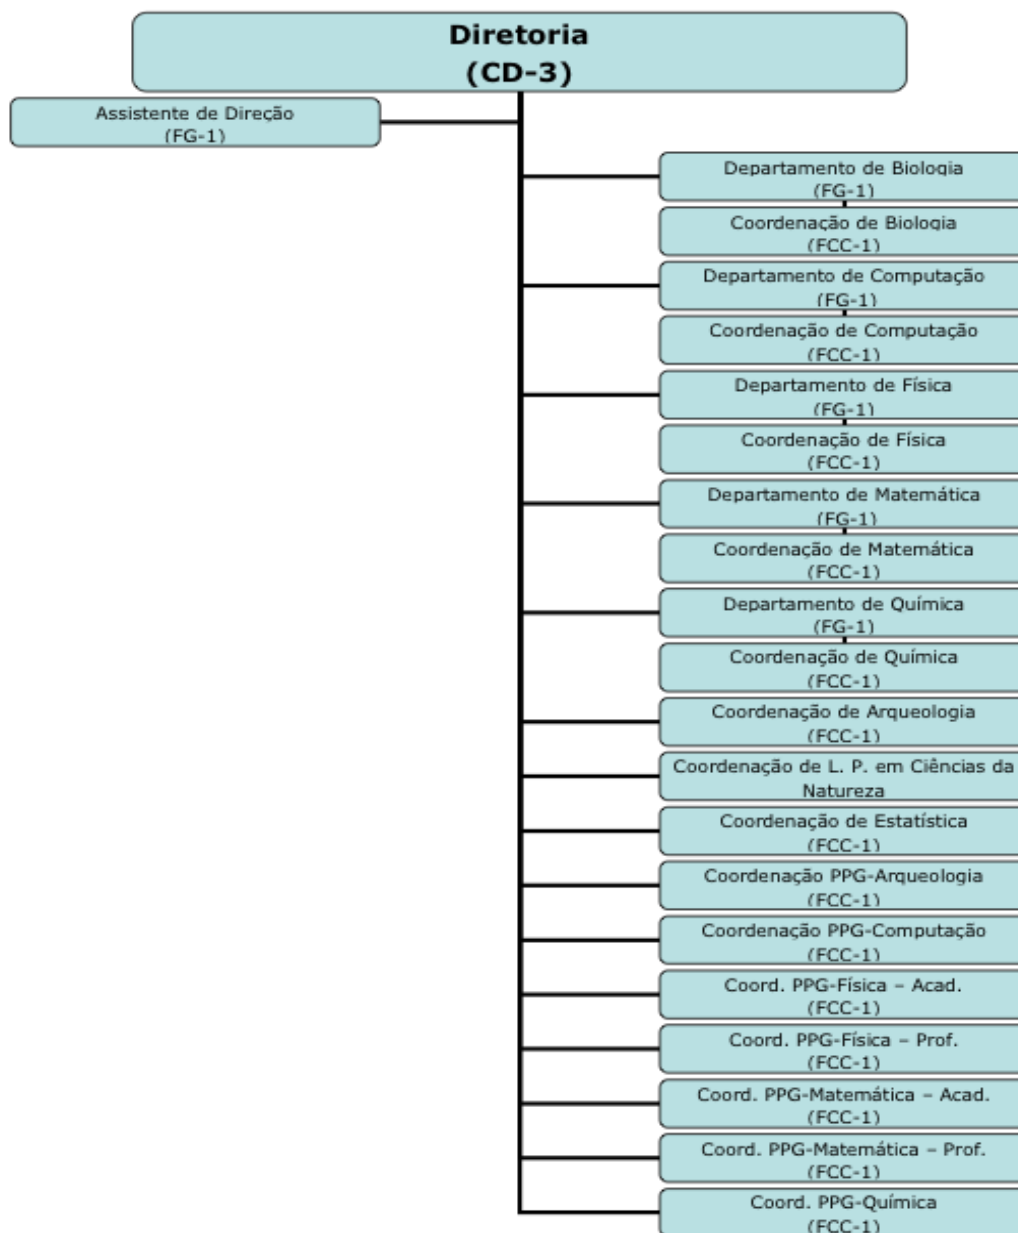 Diretoria
(CD-3)
Assistente de Direção
(FG-1)
Departamento de Biologia
(FG-1)
Coordenação de Biologia
(FCC-1)
Departamento de Computação
(FG-1)
Coordenação de Computação
(FCC-1)
Departamento de Física
(FG-1)
Coordenação de Física
(FCC-1)
Departamento de Matemática
(FG-1)
Coordenação de Matemática
(FCC-1)
Departamento de Química
(FG-1)
Coordenação de Química
(FCC-1)
Coordenação de Arqueologia
(FCC-1)
Coordenação de L. P. em Ciências da
Natureza
Coordenação de Estatística
(FCC-1)
Coordenação PPG-Arqueologia
(FCC-1)
Coordenação PPG-Computação
(FCC-1)
Coord. PPG-Física – Acad.
(FCC-1)
Coord. PPG-Física – Prof.
(FCC-1)
Coord. PPG-Matemática – Acad.
(FCC-1)
Coord. PPG-Matemática – Prof.
(FCC-1)
Coord. PPG-Química
(FCC-1)